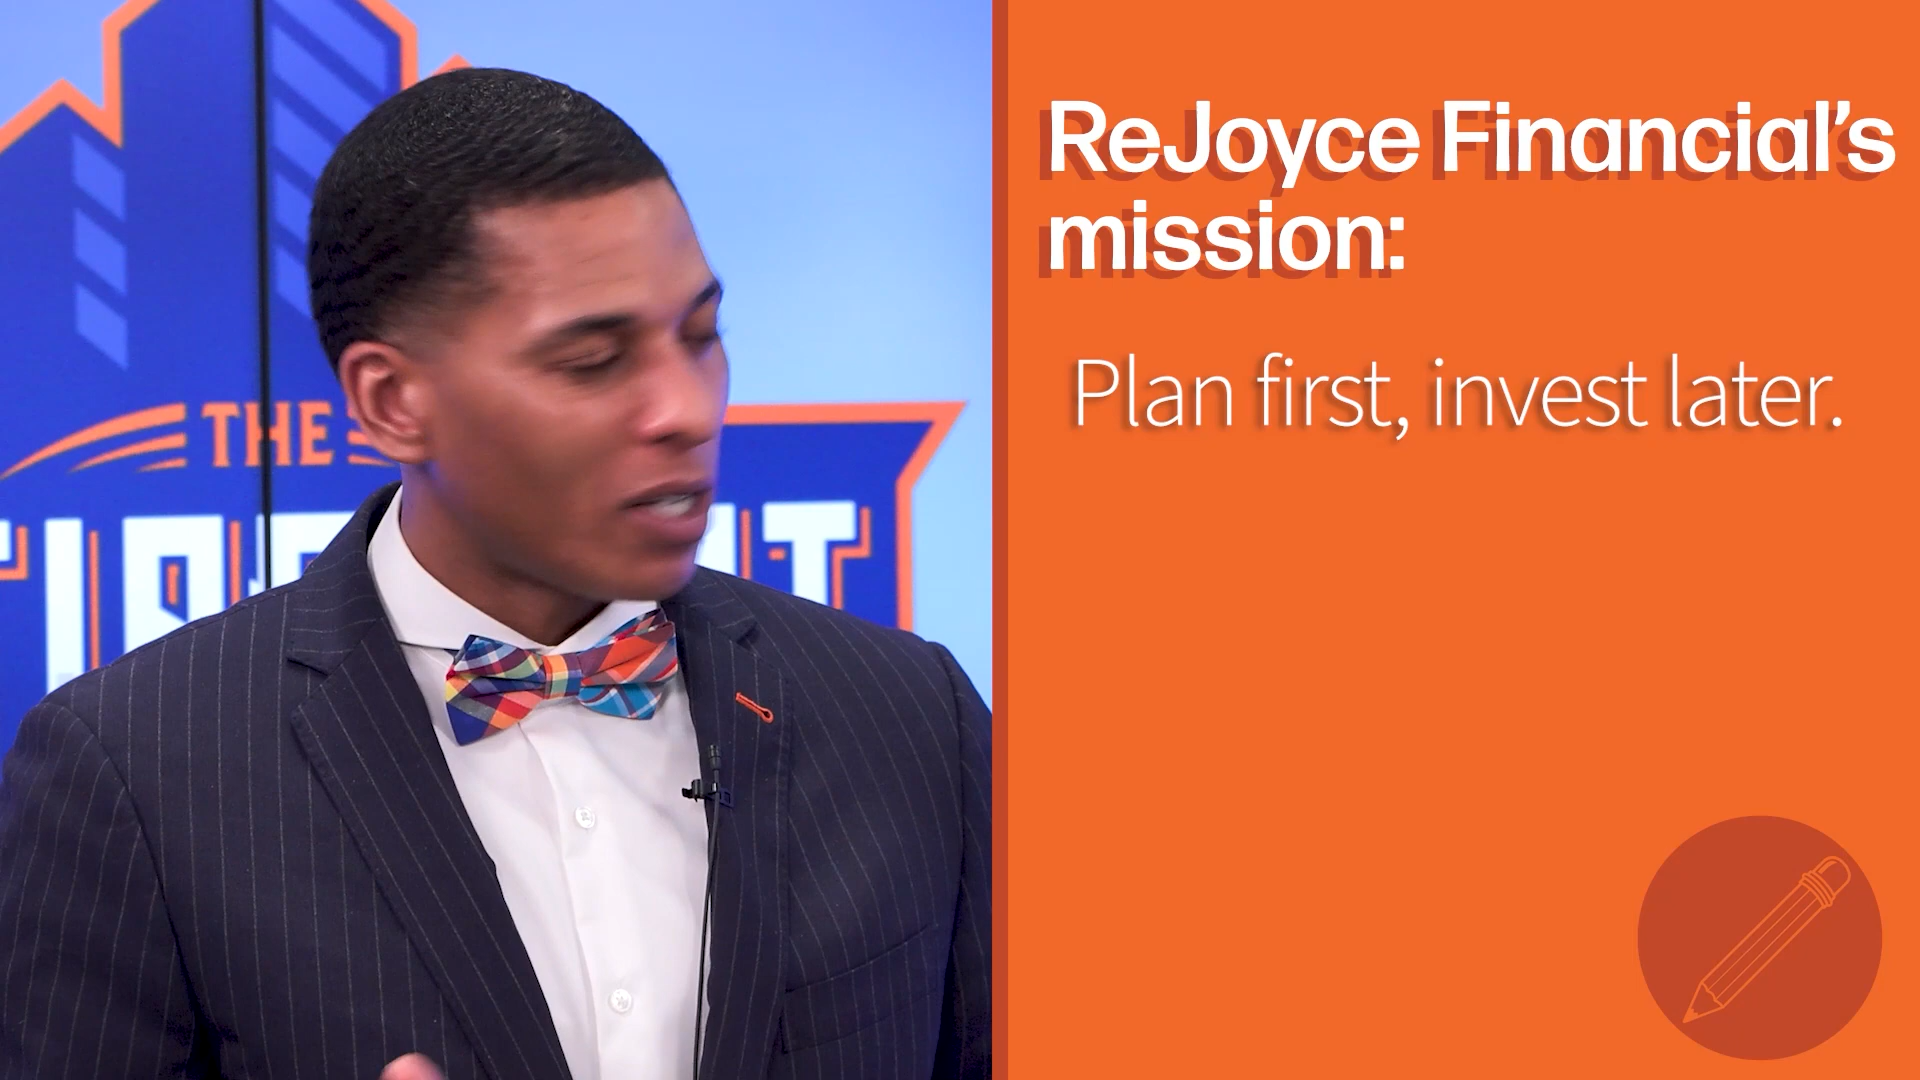 THE
ReJoyce Financial’s
mission:
Plan first, invest later.